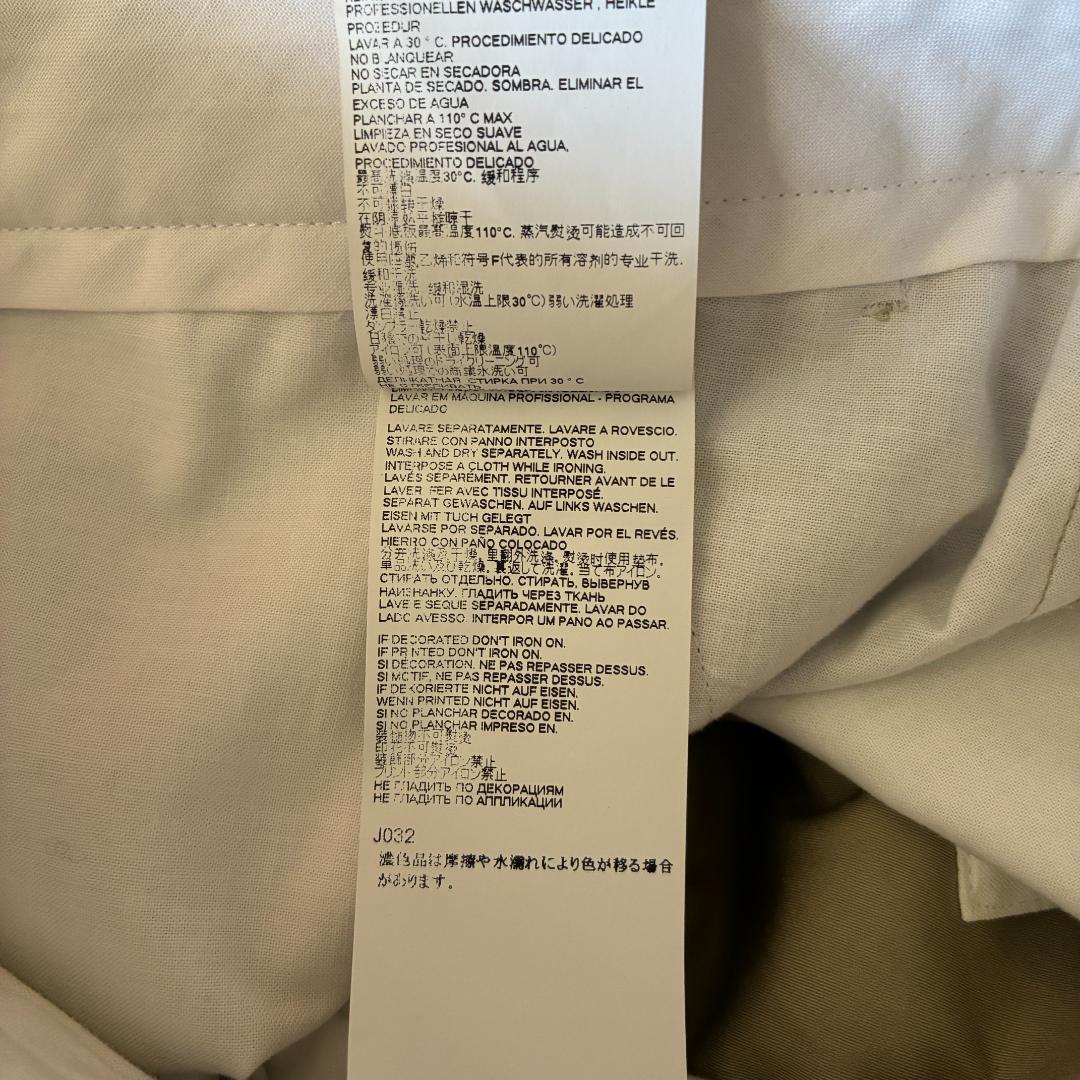 PROFESSIONELLEN WASCHWASSER , HEIKLE
PROZEDUR
LAVAR A 30 ° C. PROCEDIMIENTO DELICADO
NO BLANQUEAR
NO SECAR EN SECADORA
PLANTA DE SECADO. SOMBRA. ELIMINAR EL
EXCESO DE AGUA
PLANCHAR A 110° C MAX
LIMPIEZA EN SECO SUAVE
LAVADO PROFESIONAL AL AGUA,
PROCEDIMIENTO DELICADO
最高洗涤温度30°C. 缓和程序
不可漂白
不可翻转干燥
在阴凉处平摊晾干
熨斗底板最高温度110°C. 蒸汽熨烫可能造成不可回
复的损伤
使用四氯乙烯和符号F代表的所有溶剂的专业干洗.
缓和干洗
专业湿洗 缓和湿洗
洗濯機洗い可(水温上限30℃)弱い洗濯処理
漂白禁止
タンブラー乾燥禁止
日陰での平干し乾燥
アイロン可(表面上限温度110℃)
弱い処理のドライクリーニング可
弱い処理での商業水洗い可
ДЕЛИКАТНАЯ СТИРКА ПРИ 30 ° C
LAVAR EM MÁQUINA PROFISSIONAL - PROGRAMA
DELICADO
LAVARE SEPARATAMENTE. LAVARE A ROVESCIO.
STIRARE CON PANNO INTERPOSTO
WASH AND DRY SEPARATELY. WASH INSIDE OUT.
INTERPOSE A CLOTH WHILE IRONING.
LAVÉS SÉPARÉMENT. RETOURNER AVANT DE LE
LAVER. FER AVEC TISSU INTERPOSÉ.
SEPARAT GEWASCHEN. AUF LINKS WASCHEN.
EISEN MIT TUCH GELEGT
LAVARSE POR SEPARADO. LAVAR POR EL REVÉS.
HIERRO CON PAÑO COLOCADO
分开洗涤及干燥. 里翻外洗涤. 熨烫时使用垫布.
単品洗い及び乾燥. 裏返して洗濯. 当て布アイロン.
СТИРАТЬ ОТДЕЛЬНО. СТИРАТЬ, ВЫВЕРНУВ
НАИЗНАНКУ. ГЛАДИТЬ ЧЕРЕЗ ТКАНЬ
LAVE E SEQUE SEPARADAMENTE. LAVAR DO
LADO AVESSO. INTERPOR UM PANO AO PASSAR.
IF DECORATED DON'T IRON ON.
IF PRINTED DON'T IRON ON.
SI DÉCORATION. NE PAS REPASSER DESSUS.
SI MOTIF, NE PAS REPASSER DESSUS.
IF DEKORIERTE NICHT AUF EISEN.
WENN PRINTED NICHT AUF EISEN.
SI NO PLANCHAR DECORADO EN.
SI NO PLANCHAR IMPRESO EN.
装饰物不可熨烫
印花不可熨烫
装飾部分アイロン禁止
プリント部分アイロン禁止
НЕ ГЛАДИТЬ ПО ДЕКОРАЦИЯМ
НЕ ГЛАДИТЬ ПО АППЛИКАЦИИ
J032
濃色品は摩擦や水濡れにより色が移る場合
があります。